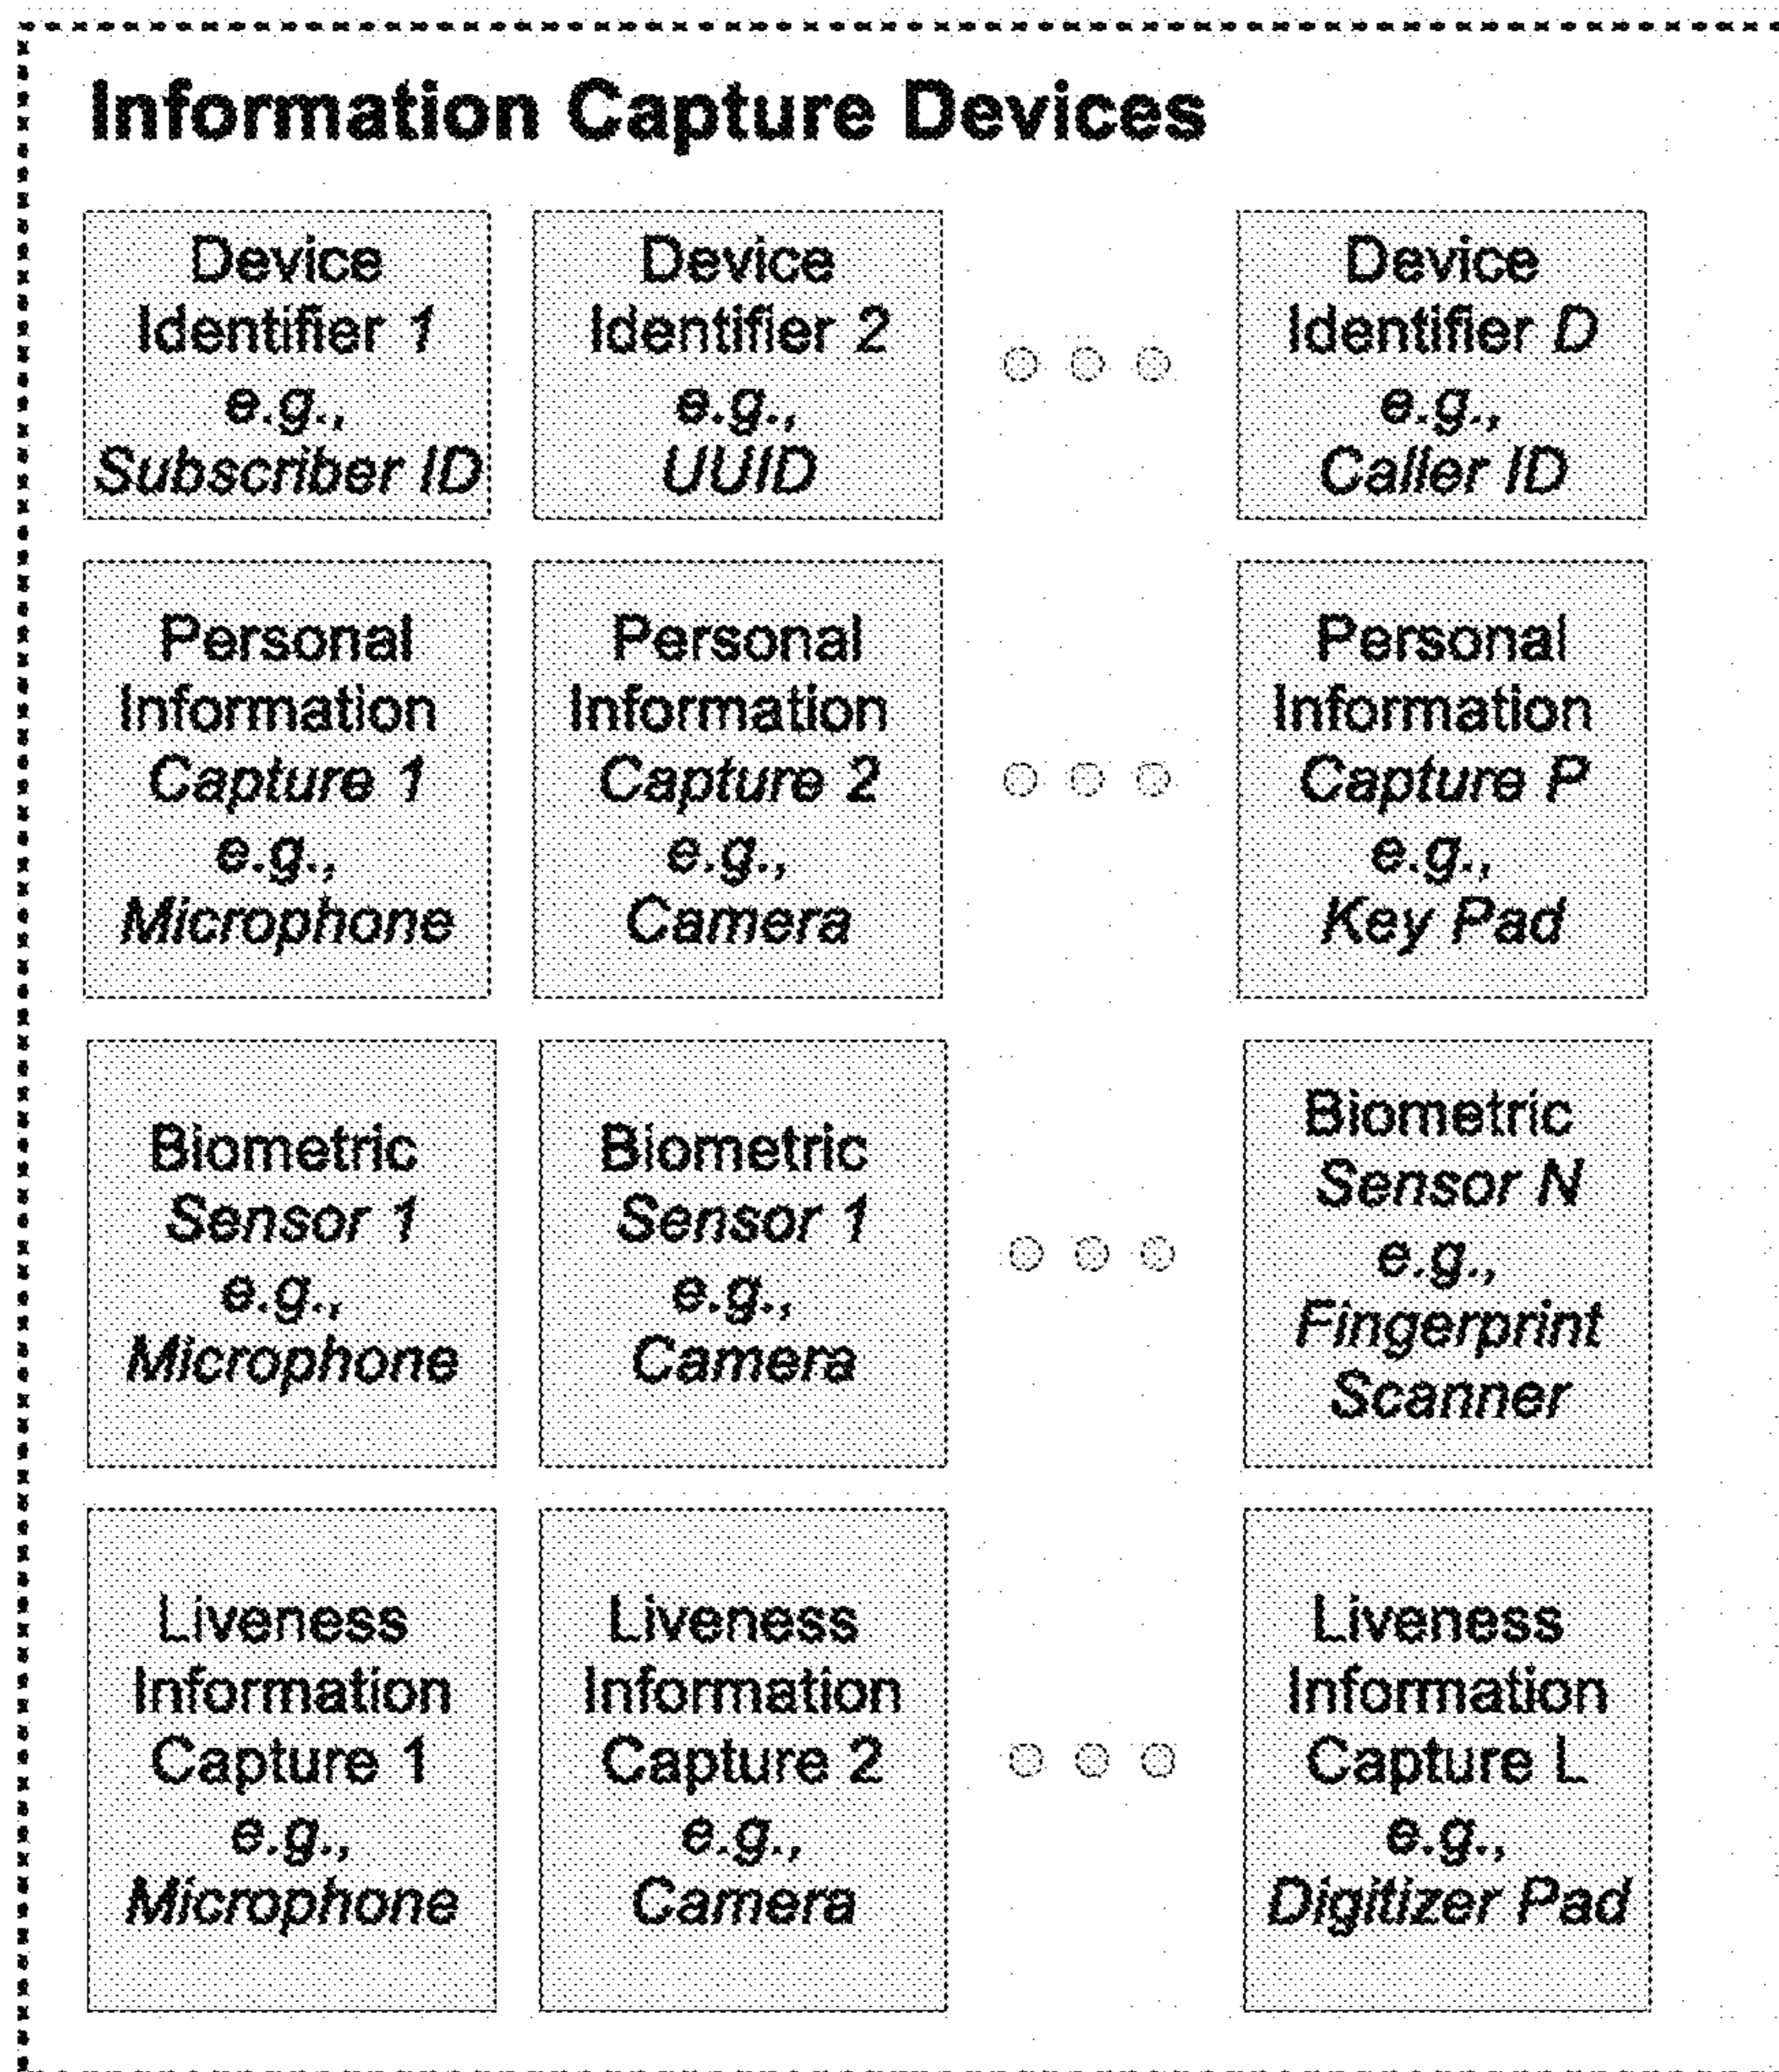 Information Capture Devices
Device
Identifier 1
e.g.,
Subscriber ID
Device
Identifier 2
e.g.,
UUID
Device
Identifier D
e.g.,
Caller ID
Personal
Information
Capture 1
e.g.,
Microphone
Personal
Information
Capture 2
e.g.,
Camera
Personal
Information
Capture P
e.g.,
Key Pad
Biometric
Sensor 1
e.g.,
Microphone
Biometric
Sensor 1
e.g.,
Camera
Biometric
Sensor N
e.g.,
Fingerprint
Scanner
Liveness
Information
Capture 1
e.g.,
Microphone
Liveness
Information
Capture 2
e.g.,
Camera
Liveness
Information
Capture L
e.g.,
Digitizer Pad